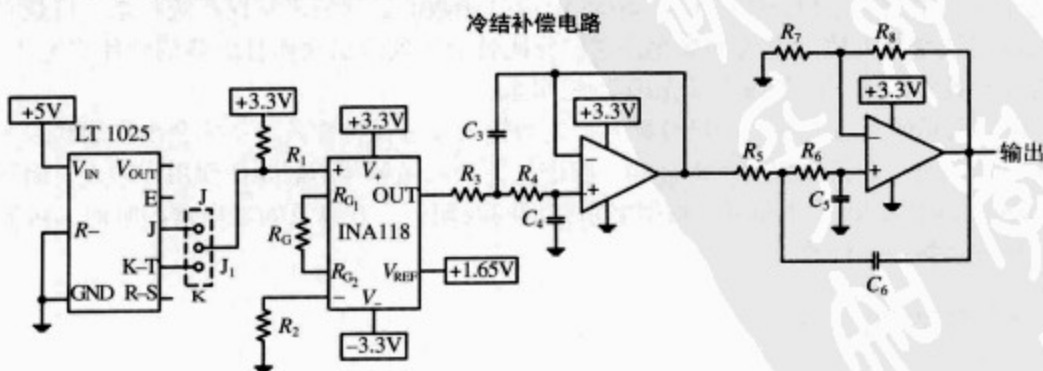 冷结补偿电路
+5V
LT 1025
V_IN V_OUT
E
J
J
R–
K–T
J₁
GND
R–S
K
+3.3V
R₁
+3.3V
+ V₊
R_G₁
OUT
R_G
INA118
R_G₂
V_REF
+1.65V
– V₋
R₂
–3.3V
R₃
R₄
C₃
C₄
+3.3V
–
+
R₅
R₆
C₅
C₆
R₇
R₈
+3.3V
–
+
输出